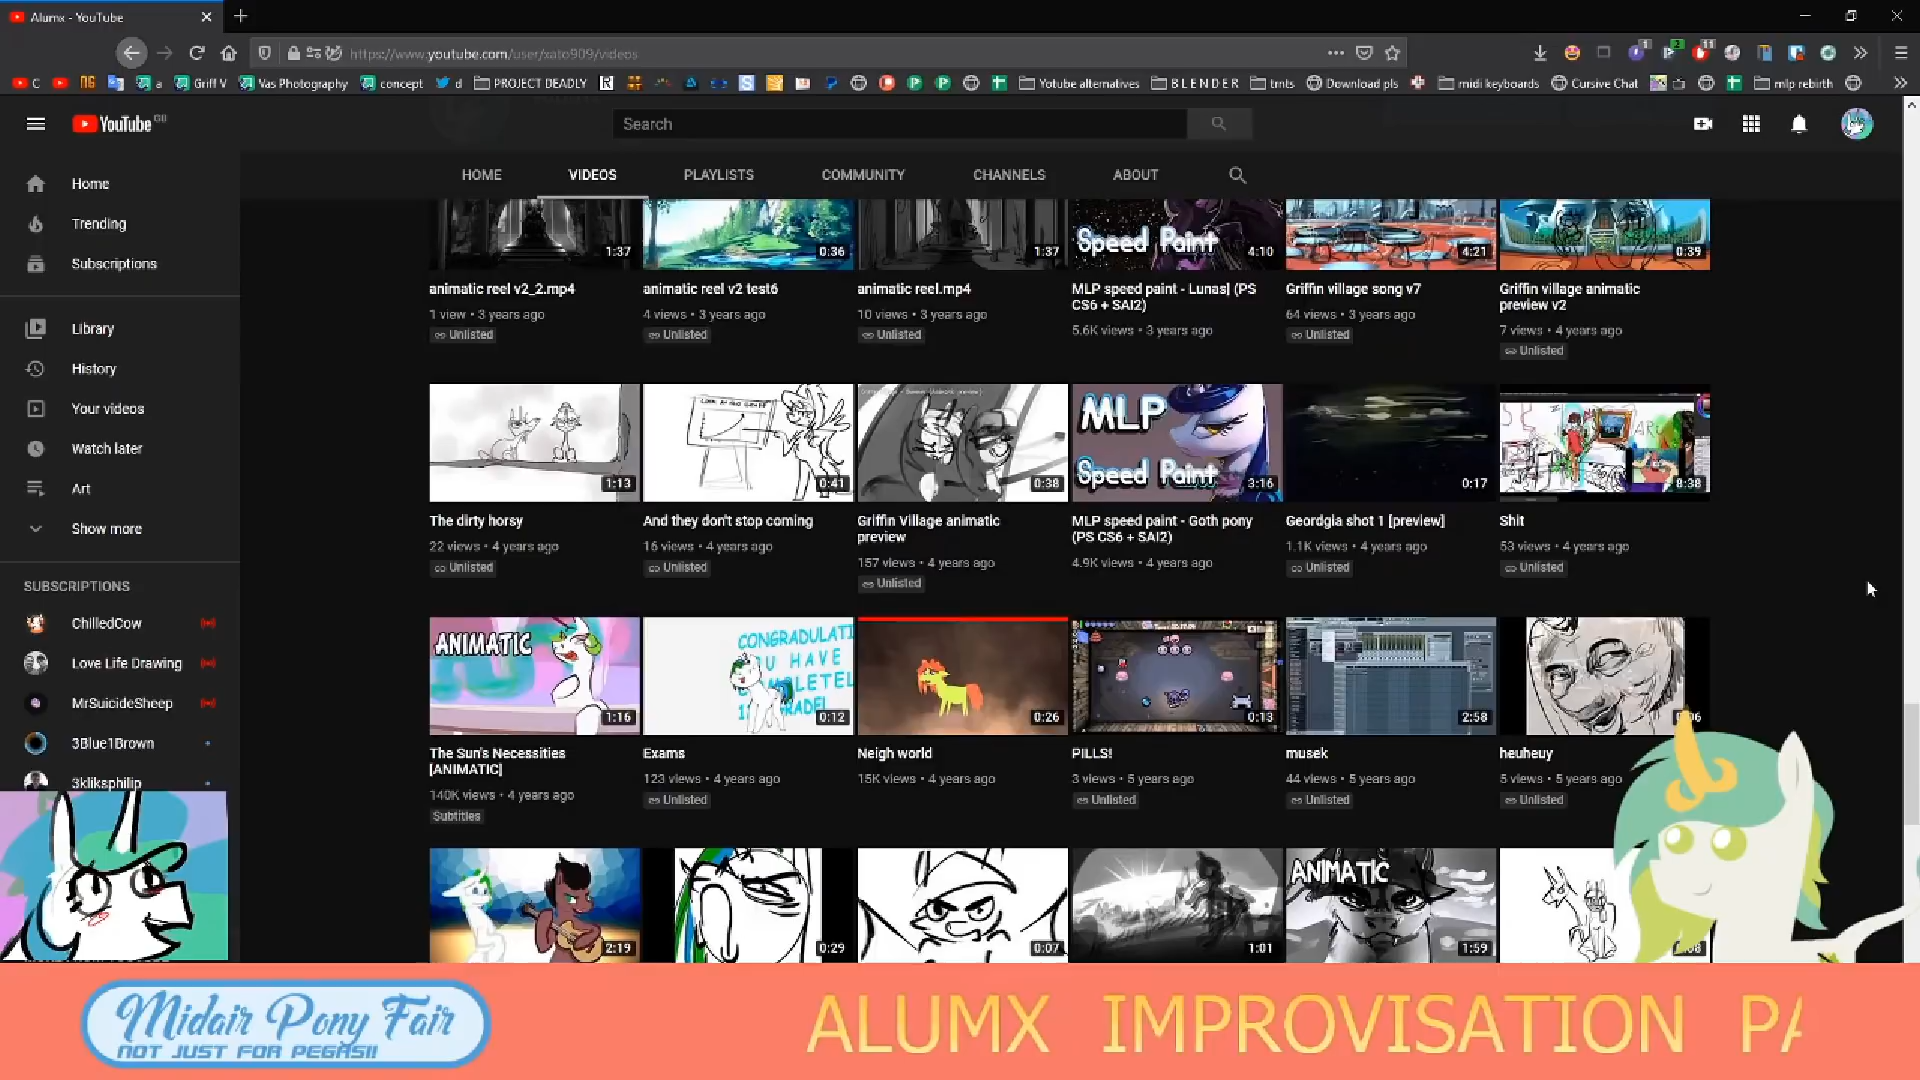 Alumx - YouTube
https://www.youtube.com/user/xato909/videos
C
a
Griff V
Vas Photography
concept
d
PROJECT DEADLY
Yotube alternatives
B L E N D E R
trnts
Download pls
midi keyboards
Cursive Chat
mlp rebirth
YouTube GB
Search
HOME VIDEOS PLAYLISTS COMMUNITY CHANNELS ABOUT
Home
Trending
Subscriptions
Library
History
Your videos
Watch later
Art
Show more
SUBSCRIPTIONS
ChilledCow
Love Life Drawing
MrSuicideSheep
3Blue1Brown
3kliksphilip
1:37
animatic reel v2_2.mp4
1 view • 3 years ago
Unlisted
0:36
animatic reel v2 test6
4 views • 3 years ago
Unlisted
1:37
animatic reel.mp4
10 views • 3 years ago
Unlisted
Speed Paint
4:10
MLP speed paint - Lunas| (PS
CS6 + SAI2)
5.6K views • 3 years ago
4:21
Griffin village song v7
64 views • 3 years ago
Unlisted
0:39
Griffin village animatic
preview v2
7 views • 4 years ago
Unlisted
1:13
The dirty horsy
22 views • 4 years ago
Unlisted
0:41
And they don't stop coming
16 views • 4 years ago
Unlisted
0:38
Griffin Village animatic
preview
157 views • 4 years ago
Unlisted
MLP
Speed Paint
3:16
MLP speed paint - Goth pony
(PS CS6 + SAI2)
4.9K views • 4 years ago
0:17
Geordgia shot 1 [preview]
1.1K views • 4 years ago
Unlisted
8:38
Shit
53 views • 4 years ago
Unlisted
ANIMATIC
1:16
The Sun's Necessities
[ANIMATIC]
140K views • 4 years ago
Subtitles
0:12
Exams
123 views • 4 years ago
Unlisted
0:26
Neigh world
15K views • 4 years ago
0:13
PILLS!
3 views • 5 years ago
Unlisted
2:58
musek
44 views • 5 years ago
Unlisted
heuheuy
5 views • 5 years ago
Unlisted
2:19
0:29
0:07
1:01
ANIMATIC
1:59
Midair Pony Fair
NOT JUST FOR PEGASI!
ALUMX IMPROVISATION PA